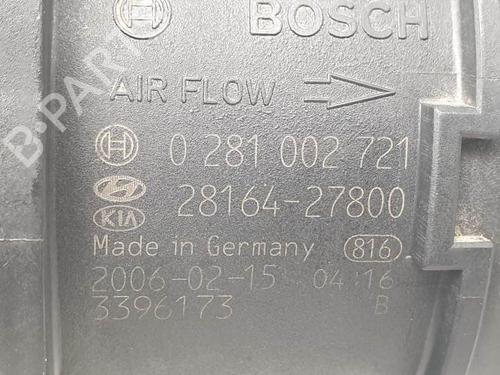 BOSCH
AIR FLOW
0 281 002 721
28164-27800
KIA
Made in Germany 816
2006-02-15 04:16
3396173 B
B-PARTS